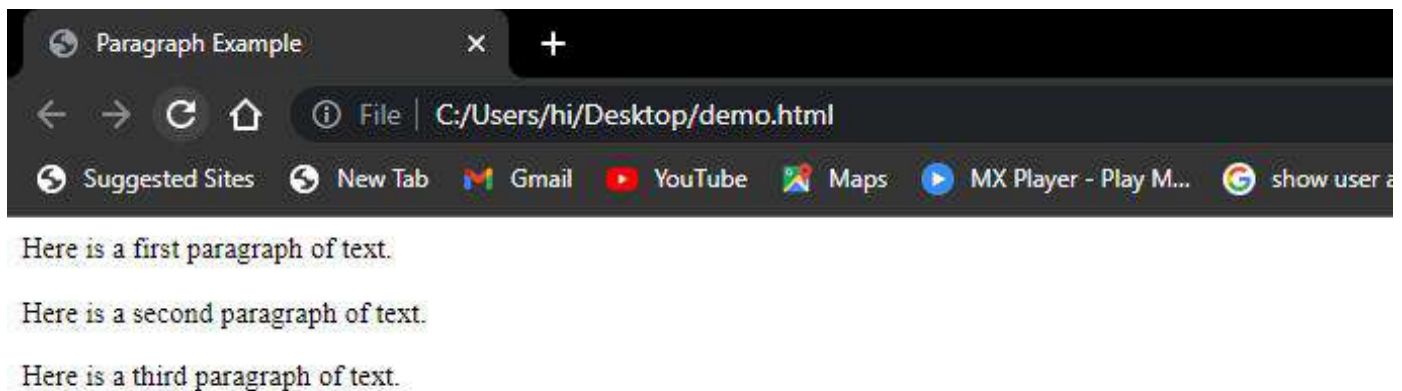 Paragraph Example
File C:/Users/hi/Desktop/demo.html
Suggested Sites New Tab Gmail YouTube Maps MX Player - Play M... show user a
Here is a first paragraph of text.
Here is a second paragraph of text.
Here is a third paragraph of text.